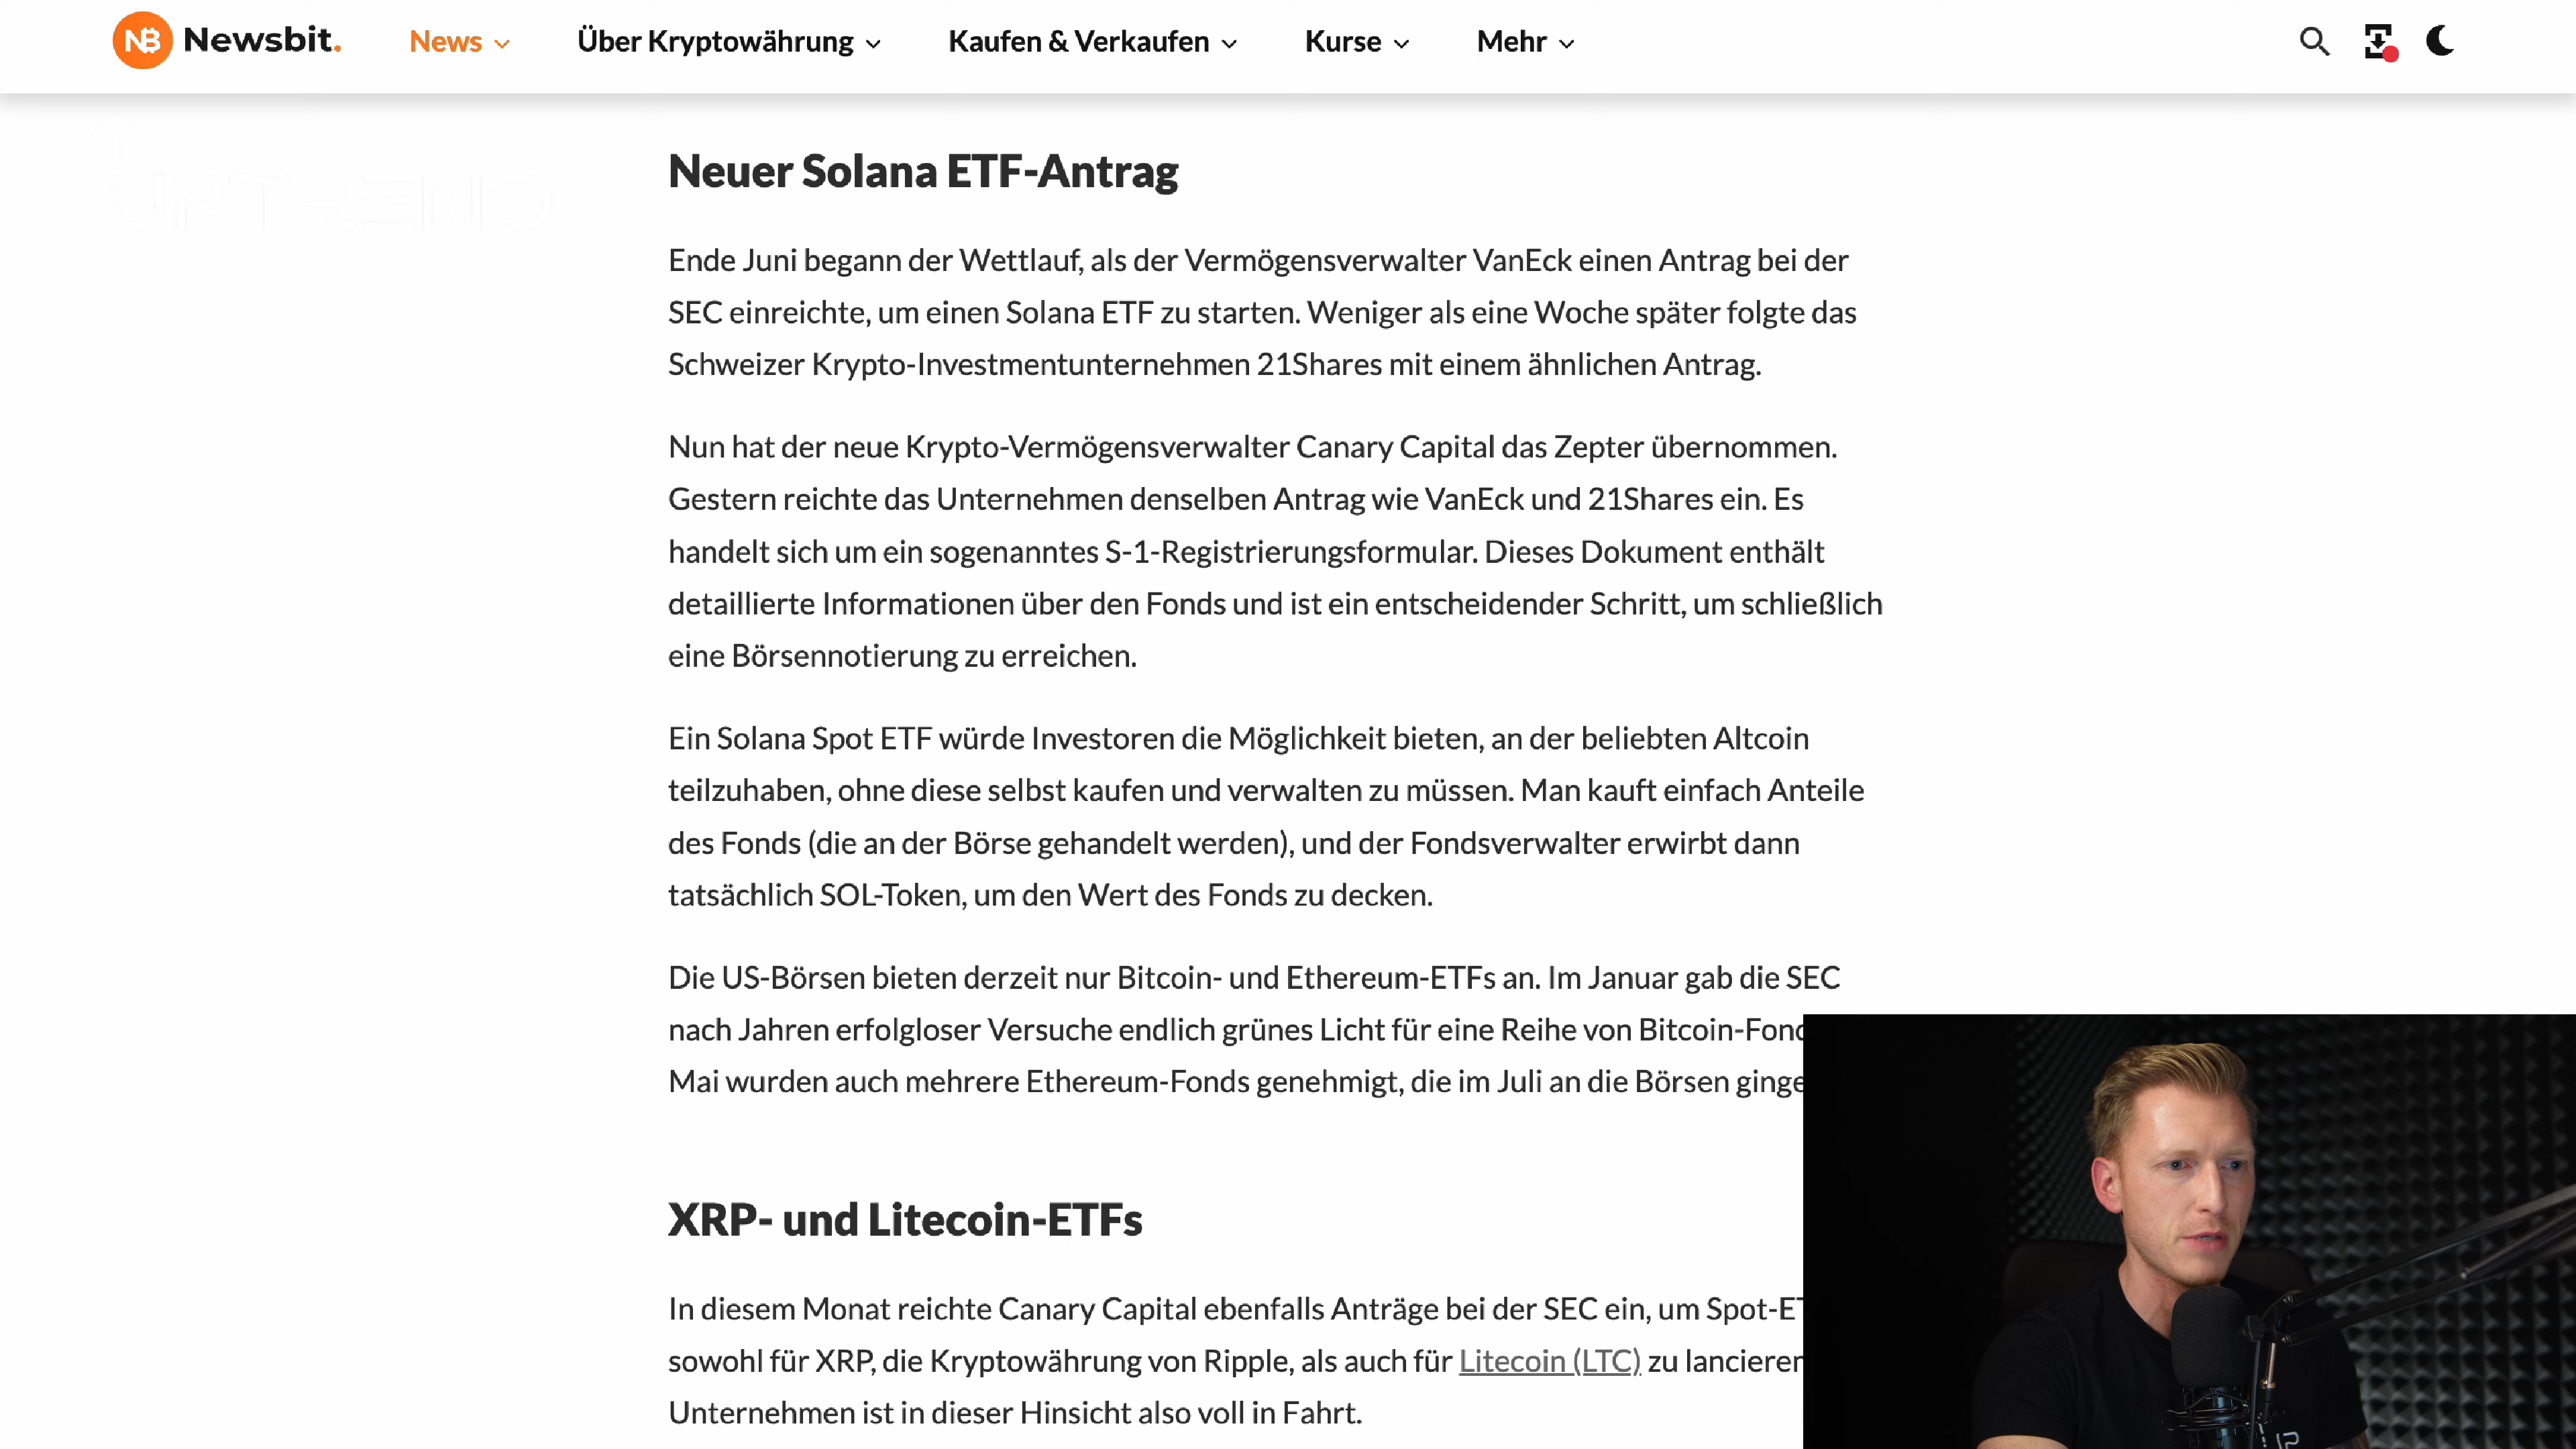 Newsbit.
News
Über Kryptowährung
Kaufen & Verkaufen
Kurse
Mehr
Neuer Solana ETF-Antrag
Ende Juni begann der Wettlauf, als der Vermögensverwalter VanEck einen Antrag bei der
SEC einreichte, um einen Solana ETF zu starten. Weniger als eine Woche später folgte das
Schweizer Krypto-Investmentunternehmen 21Shares mit einem ähnlichen Antrag.
Nun hat der neue Krypto-Vermögensverwalter Canary Capital das Zepter übernommen.
Gestern reichte das Unternehmen denselben Antrag wie VanEck und 21Shares ein. Es
handelt sich um ein sogenanntes S-1-Registrierungsformular. Dieses Dokument enthält
detaillierte Informationen über den Fonds und ist ein entscheidender Schritt, um schließlich
eine Börsennotierung zu erreichen.
Ein Solana Spot ETF würde Investoren die Möglichkeit bieten, an der beliebten Altcoin
teilzuhaben, ohne diese selbst kaufen und verwalten zu müssen. Man kauft einfach Anteile
des Fonds (die an der Börse gehandelt werden), und der Fondsverwalter erwirbt dann
tatsächlich SOL-Token, um den Wert des Fonds zu decken.
Die US-Börsen bieten derzeit nur Bitcoin- und Ethereum-ETFs an. Im Januar gab die SEC
nach Jahren erfolgloser Versuche endlich grünes Licht für eine Reihe von
Mai wurden auch mehrere Ethereum-Fonds genehmigt, die im Juli an die Börsen
XRP- und Litecoin-ETFs
In diesem Monat reichte Canary Capital ebenfalls Anträge bei der SEC ein, um
sowohl für XRP, die Kryptowährung von Ripple, als auch für Litecoin (LTC) zu
Unternehmen ist in dieser Hinsicht also voll in Fahrt.